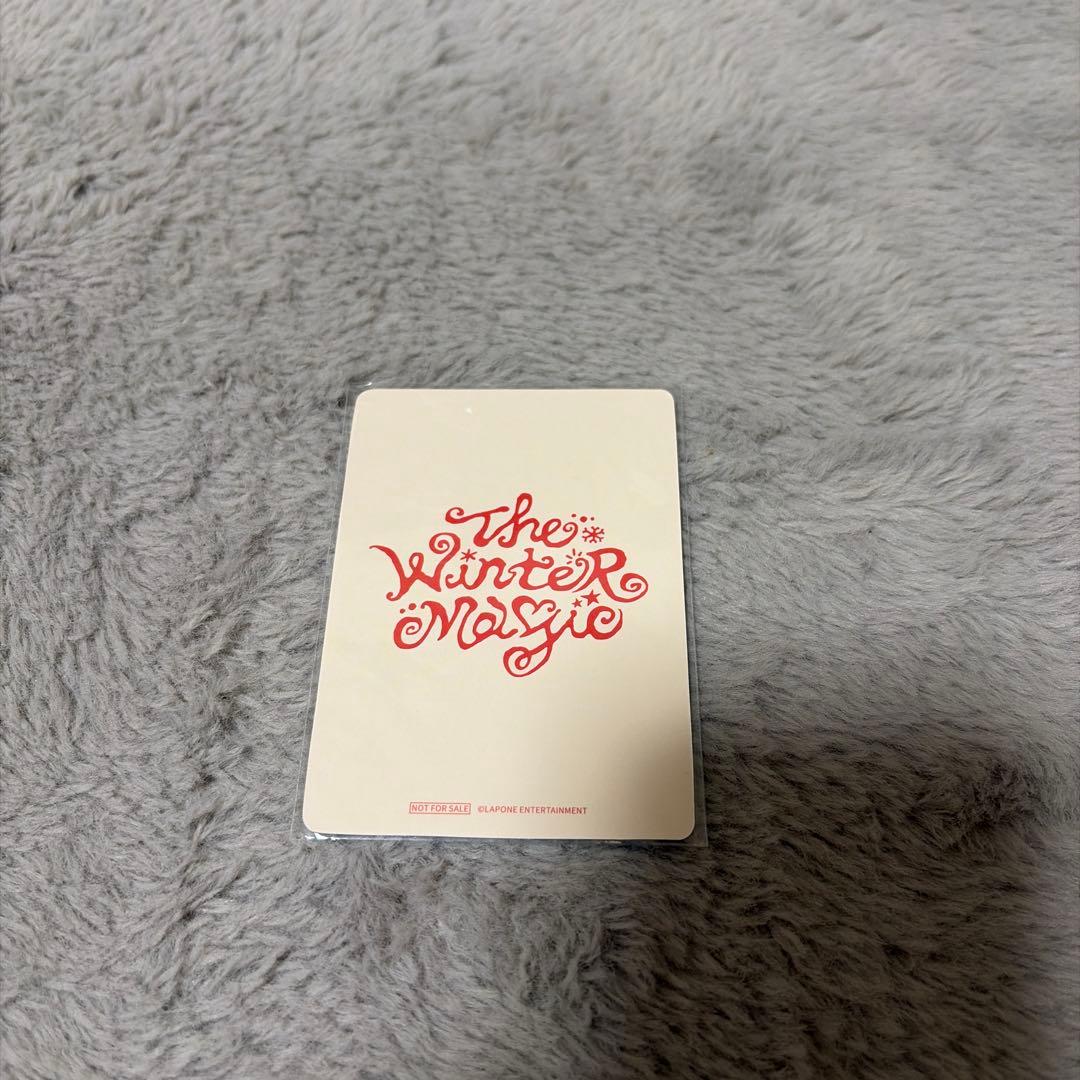 The
Winter
Magic
NOT FOR SALE ©LAPONE ENTERTAINMENT